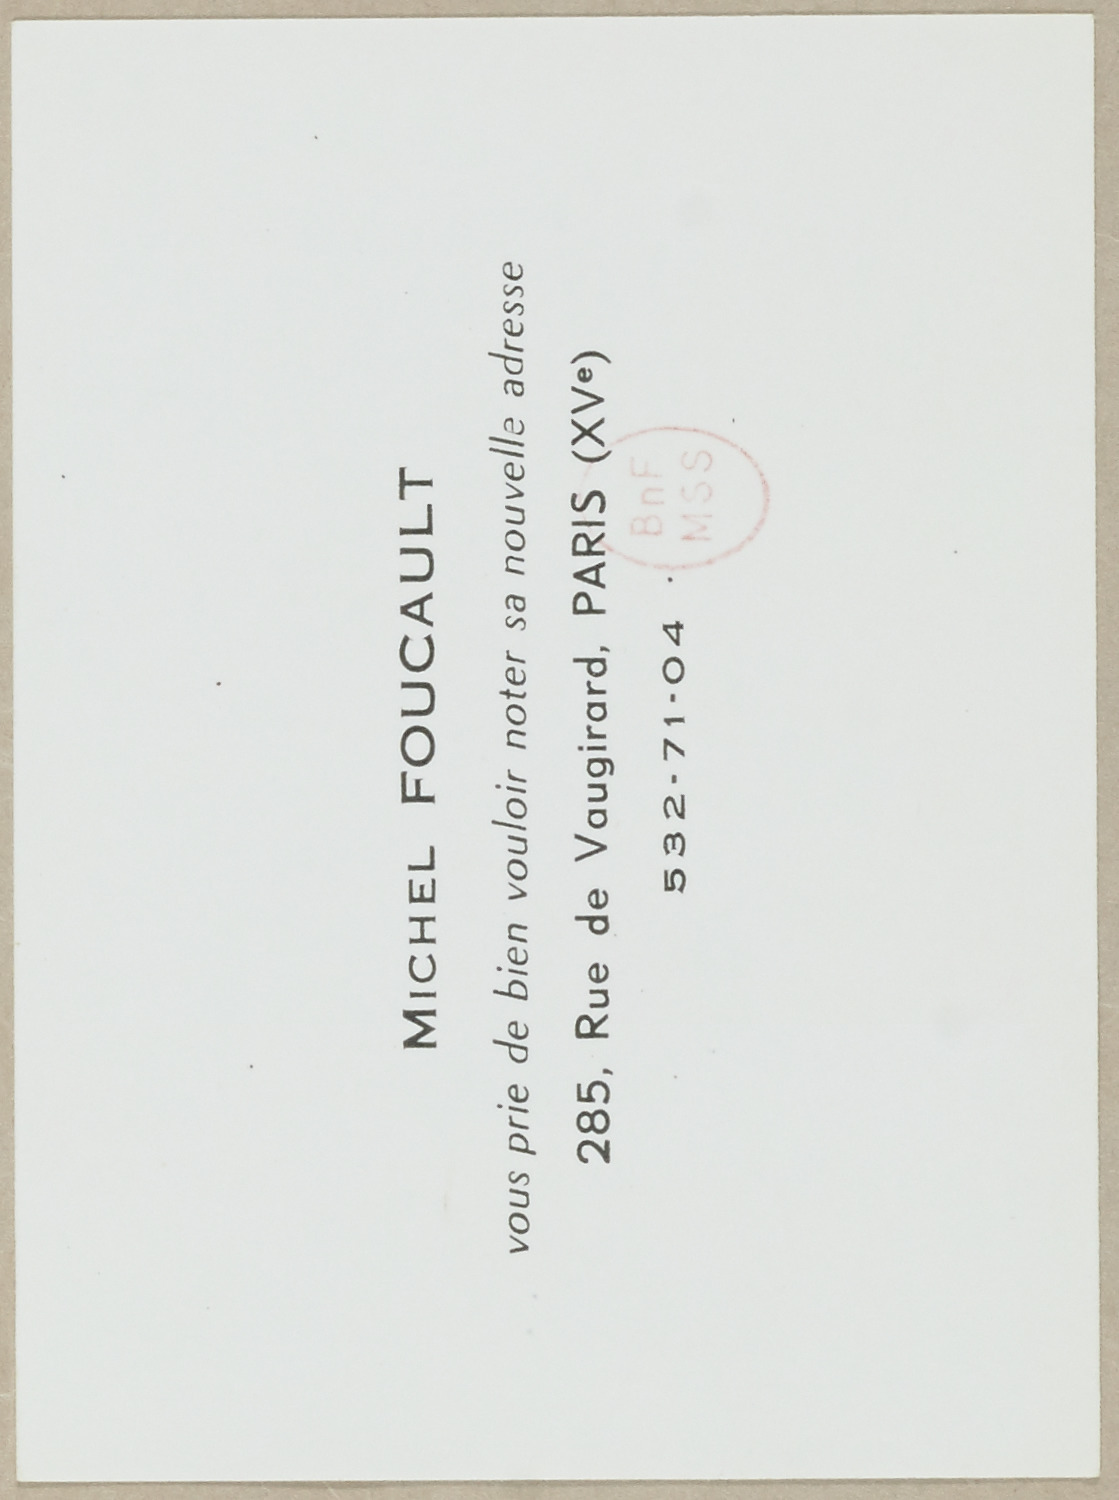 MICHEL FOUCAULT
vous prie de bien vouloir noter sa nouvelle adresse
285, Rue de Vaugirard, PARIS (XVe)
532-71-04
BnF
MSS